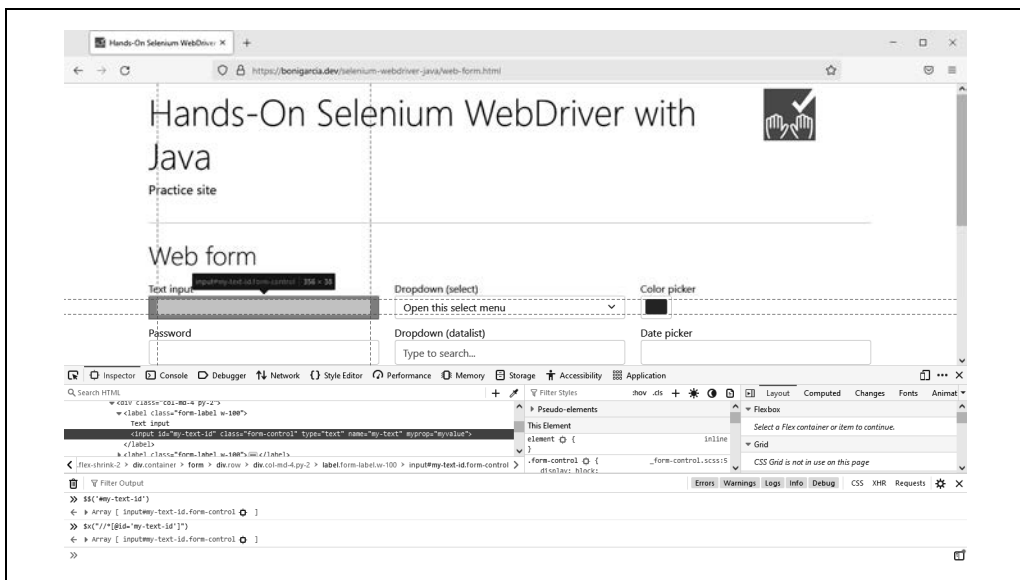 Hands-On Selenium WebDriver
https://bonigarcia.dev/selenium-webdriver-java/web-form.html
Hands-On Selenium WebDriver with
Java
Practice site
Web form
input#my-text-id.form-control 356 × 38
Text input Dropdown (select) Color picker
Open this select menu
Password Dropdown (datalist) Date picker
Type to search...
Inspector Console Debugger Network {} Style Editor Performance Memory Storage Accessibility Application
Search HTML Filter Styles :hov .cls Layout Computed Changes Fonts Animat
<div class="col-md-4 py-2">
<label class="form-label w-100">
Text input
<input id="my-text-id" class="form-control" type="text" name="my-text" myprop="myvalue">
</label>
<label class="form-label w-100"> </label>
Pseudo-elements
This Element
element { inline
}
.form-control { _form-control.scss:5
display: block;
Flexbox
Select a Flex container or item to continue.
Grid
CSS Grid is not in use on this page
.flex-shrink-2 > div.container > form > div.row > div.col-md-4.py-2 > label.form-label.w-100 > input#my-text-id.form-control
Filter Output Errors Warnings Logs Info Debug CSS XHR Requests
>> $$('#my-text-id')
Array [ input#my-text-id.form-control ]
>> $x("//*[@id='my-text-id']")
Array [ input#my-text-id.form-control ]
>>